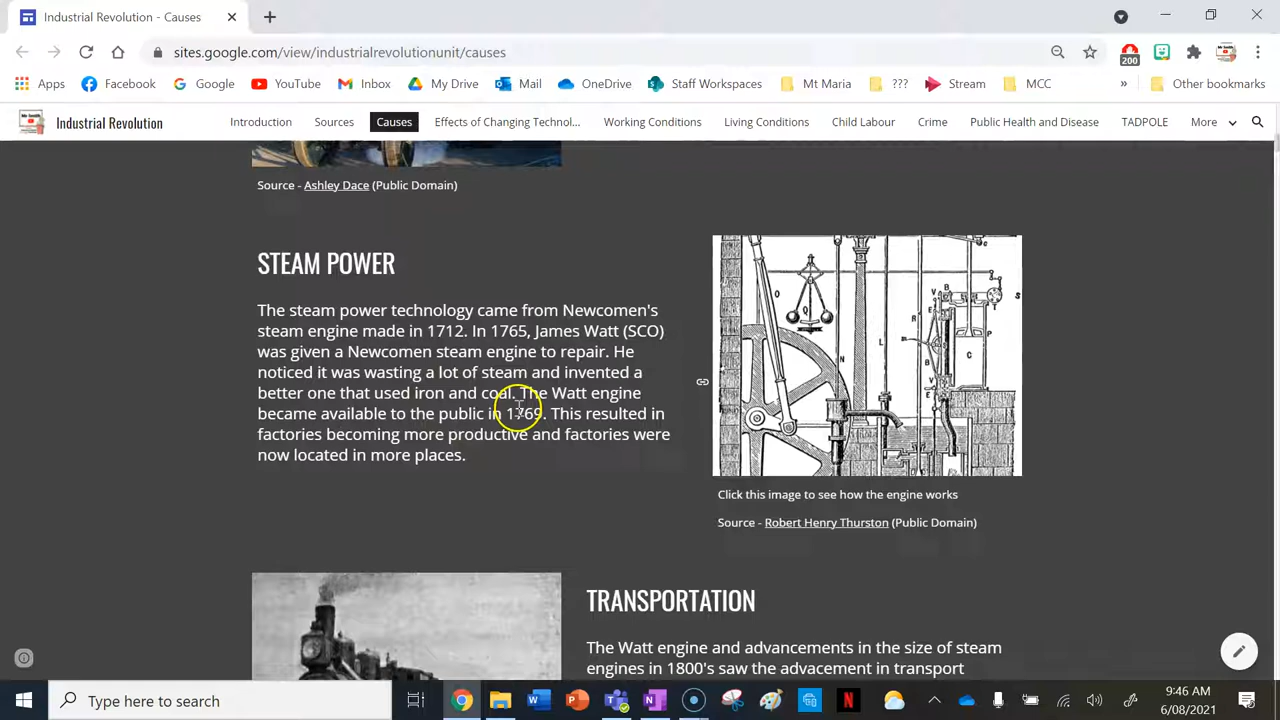 Industrial Revolution - Causes
sites.google.com/view/industrialrevolutionunit/causes
200
Apps Facebook Google YouTube Inbox My Drive Mail OneDrive Staff Workspaces Mt Maria ??? Stream MCC » Other bookmarks
Industrial Revolution Introduction Sources Causes Effects of Changing Technol... Working Conditions Living Conditions Child Labour Crime Public Health and Disease TADPOLE More
Source - Ashley Dace (Public Domain)
STEAM POWER
The steam power technology came from Newcomen's
steam engine made in 1712. In 1765, James Watt (SCO)
was given a Newcomen steam engine to repair. He
noticed it was wasting a lot of steam and invented a
better one that used iron and coal. The Watt engine
became available to the public in 1769. This resulted in
factories becoming more productive and factories were
now located in more places.
Click this image to see how the engine works
Source - Robert Henry Thurston (Public Domain)
TRANSPORTATION
The Watt engine and advancements in the size of steam
engines in 1800's saw the advacement in transport
Type here to search
9:46 AM
6/08/2021